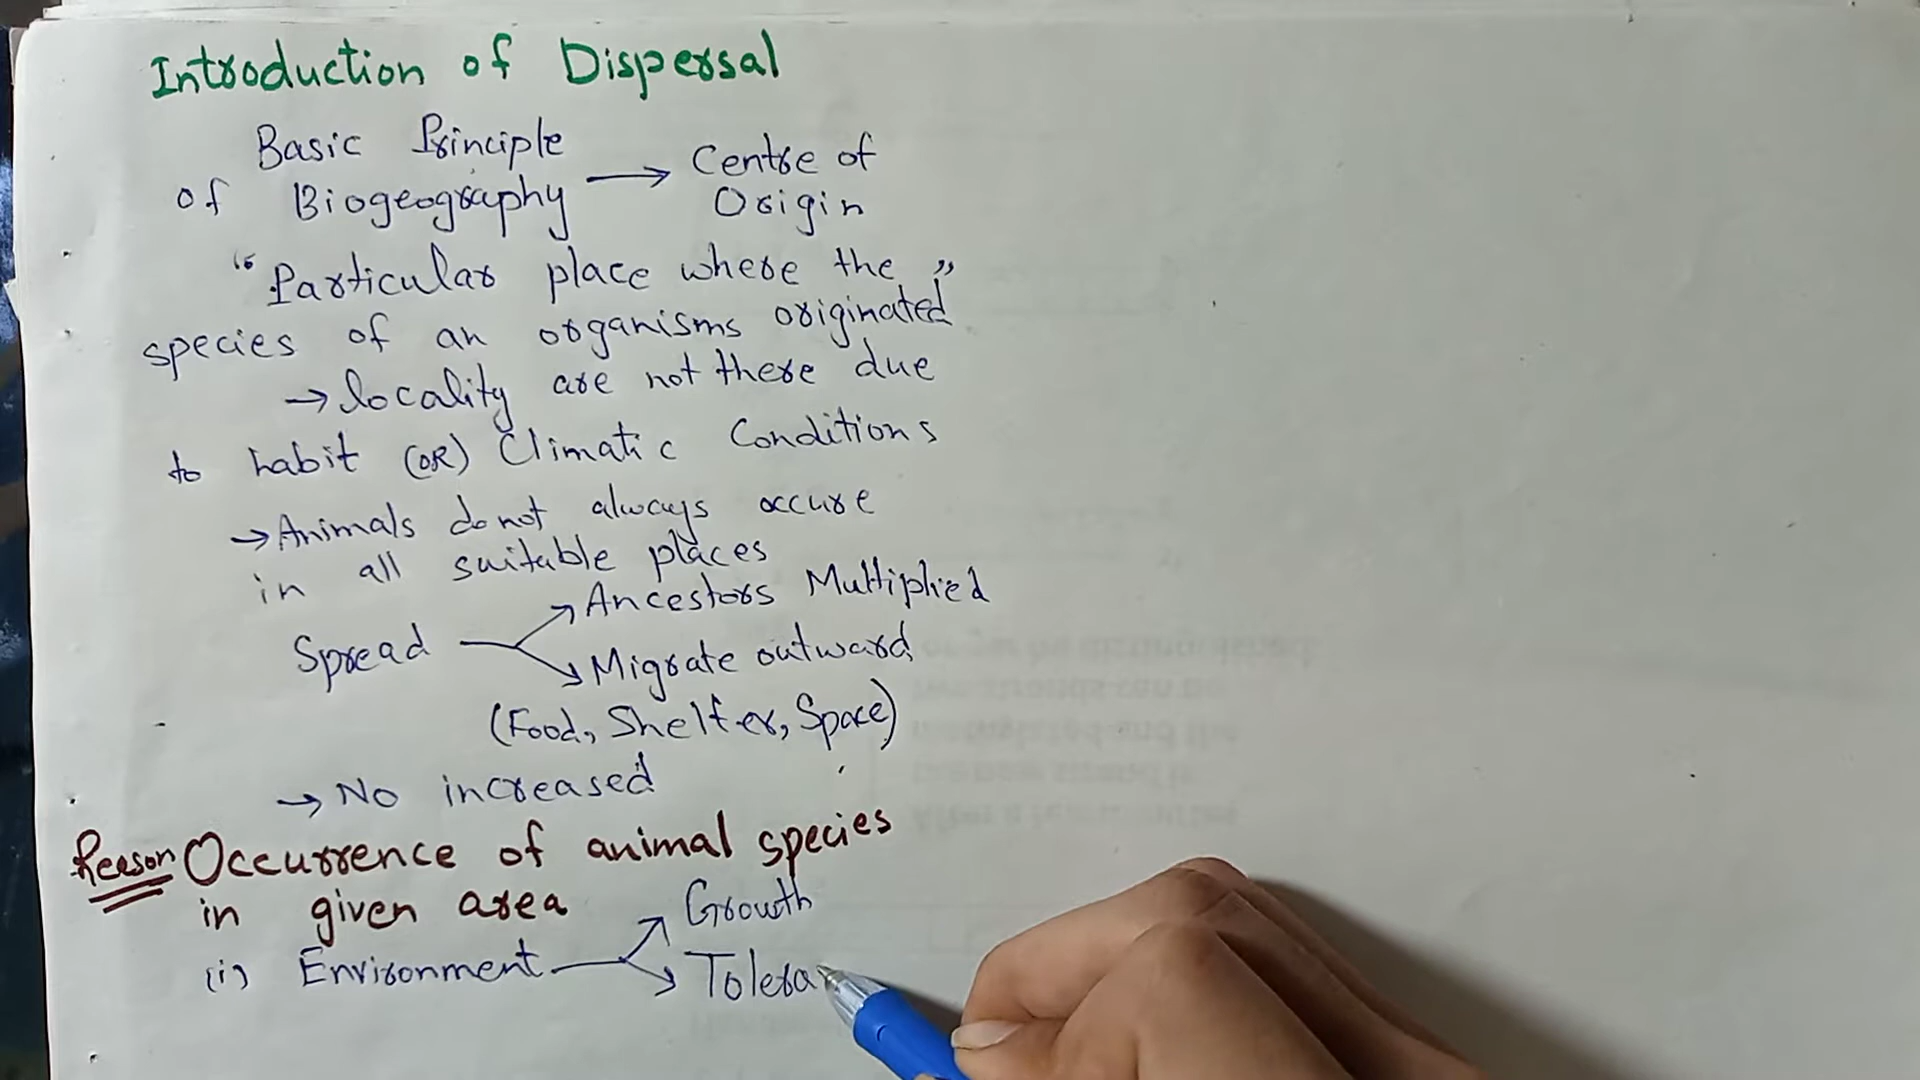 Introduction of Dispersal
Basic Principle
of Biogeography → Centre of
Origin
"Particular place where the"
species of an organisms originated
→ locality are not there due
to habit (OR) Climatic Conditions
→ Animals do not always occure
in all suitable places
Spread → Ancestors Multiplied
→ Migrate outward
(Food, Shelter, Space)
→ No increased
Reeson Occurrence of animal species
in given area
(i) Environment → Growth
→ Tolera